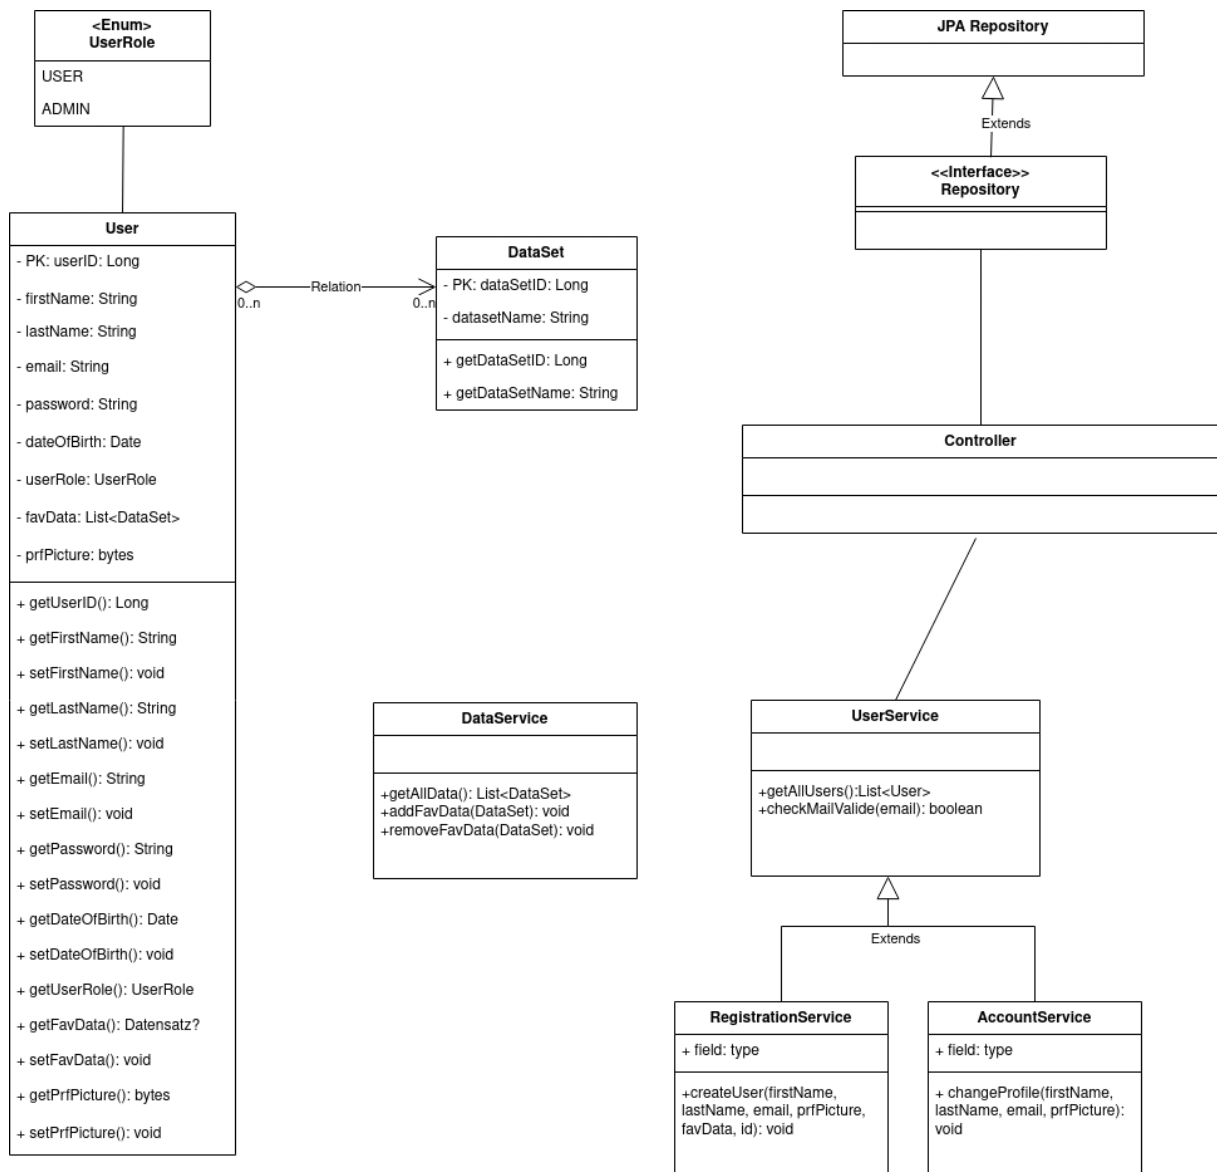 <Enum>
UserRole
USER
ADMIN
User
- PK: userID: Long
- firstName: String
- lastName: String
- email: String
- password: String
- dateOfBirth: Date
- userRole: UserRole
- favData: List<DataSet>
- prfPicture: bytes
+ getUserID(): Long
+ getFirstName(): String
+ setFirstName(): void
+ getLastName(): String
+ setLastName(): void
+ getEmail(): String
+ setEmail(): void
+ getPassword(): String
+ setPassword(): void
+ getDateOfBirth(): Date
+ setDateOfBirth(): void
+ getUserRole(): UserRole
+ getFavData(): Datensatz?
+ setFavData(): void
+ getPrfPicture(): bytes
+ setPrfPicture(): void
0..n
Relation
0..n
DataSet
- PK: dataSetID: Long
- datasetName: String
+ getDataSetID: Long
+ getDataSetName: String
JPA Repository
Extends
<<Interface>>
Repository
Controller
DataService
+getAllData(): List<DataSet>
+addFavData(DataSet): void
+removeFavData(DataSet): void
UserService
+getAllUsers():List<User>
+checkMailValide(email): boolean
Extends
RegistrationService
+ field: type
+createUser(firstName,
lastName, email, prfPicture,
favData, id): void
AccountService
+ field: type
+ changeProfile(firstName,
lastName, email, prfPicture):
void